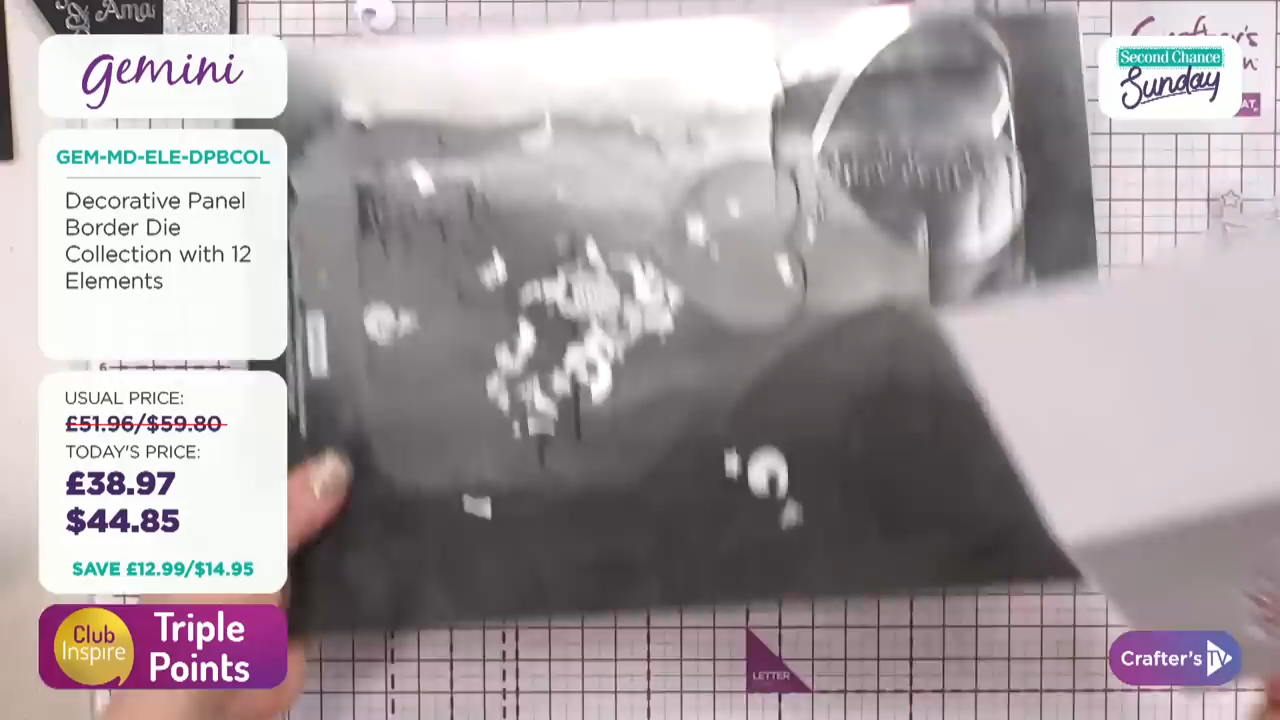 Ama
gemini
GEM-MD-ELE-DPBCOL
Decorative Panel
Border Die
Collection with 12
Elements
USUAL PRICE:
£51.96/$59.80
TODAY'S PRICE:
£38.97
$44.85
SAVE £12.99/$14.95
Club
Inspire
Triple
Points
Second Chance
Sunday
6
LETTER
Crafter's TV